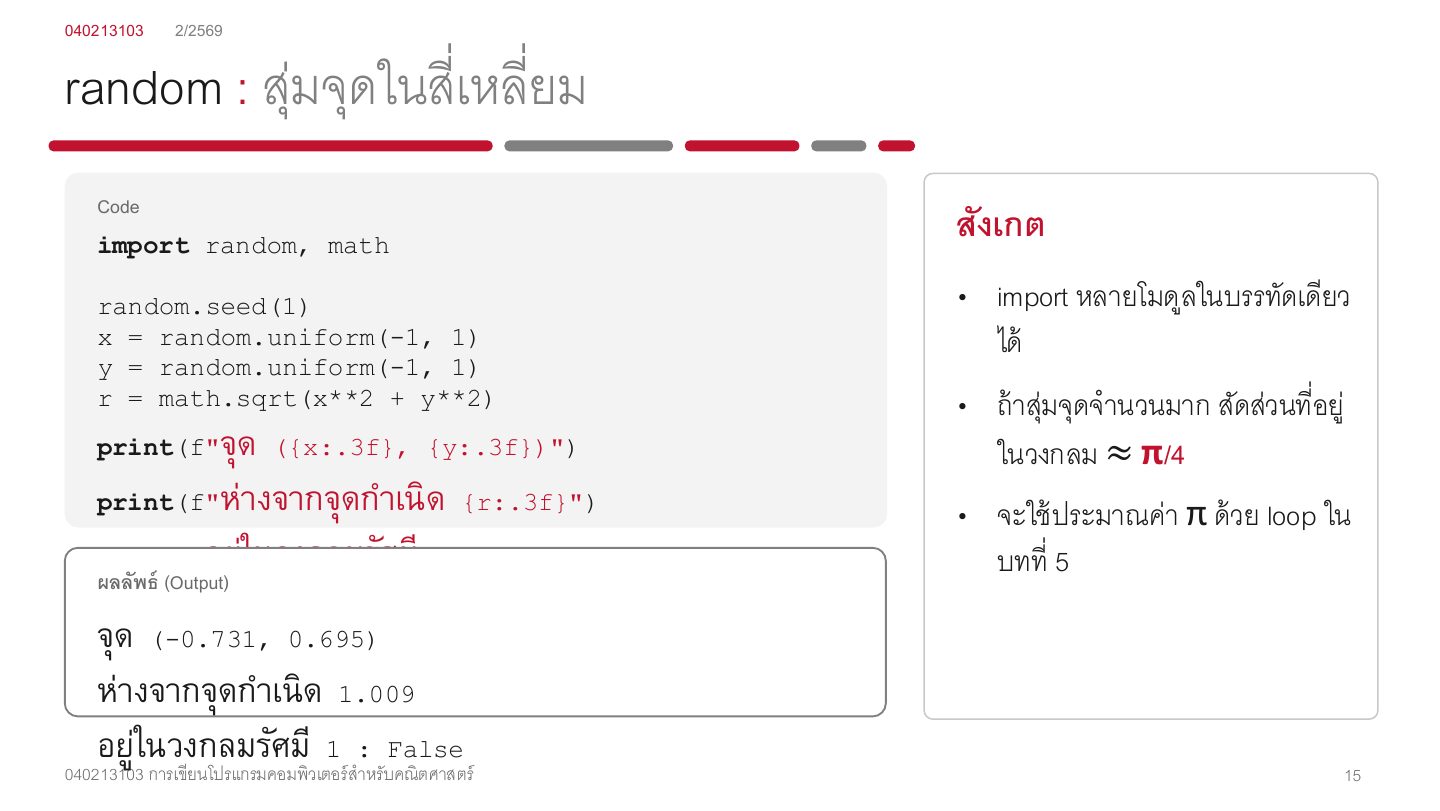 040213103 2/2569
random : สุ่มจุดในสี่เหลี่ยม
Code
import random, math
random.seed(1)
x = random.uniform(-1, 1)
y = random.uniform(-1, 1)
r = math.sqrt(x**2 + y**2)
print(f"จุด ({x:.3f}, {y:.3f})")
print(f"ห่างจากจุดกำเนิด {r:.3f}")
ผลลัพธ์ (Output)
จุด (-0.731, 0.695)
ห่างจากจุดกำเนิด 1.009
อยู่ในวงกลมรัศมี 1 : False
สังเกต
• import หลายโมดูลในบรรทัดเดียว
ได้
• ถ้าสุ่มจุดจำนวนมาก สัดส่วนที่อยู่
ในวงกลม ≈ π/4
• จะใช้ประมาณค่า π ด้วย loop ใน
บทที่ 5
040213103 การเขียนโปรแกรมคอมพิวเตอร์สำหรับคณิตศาสตร์
15